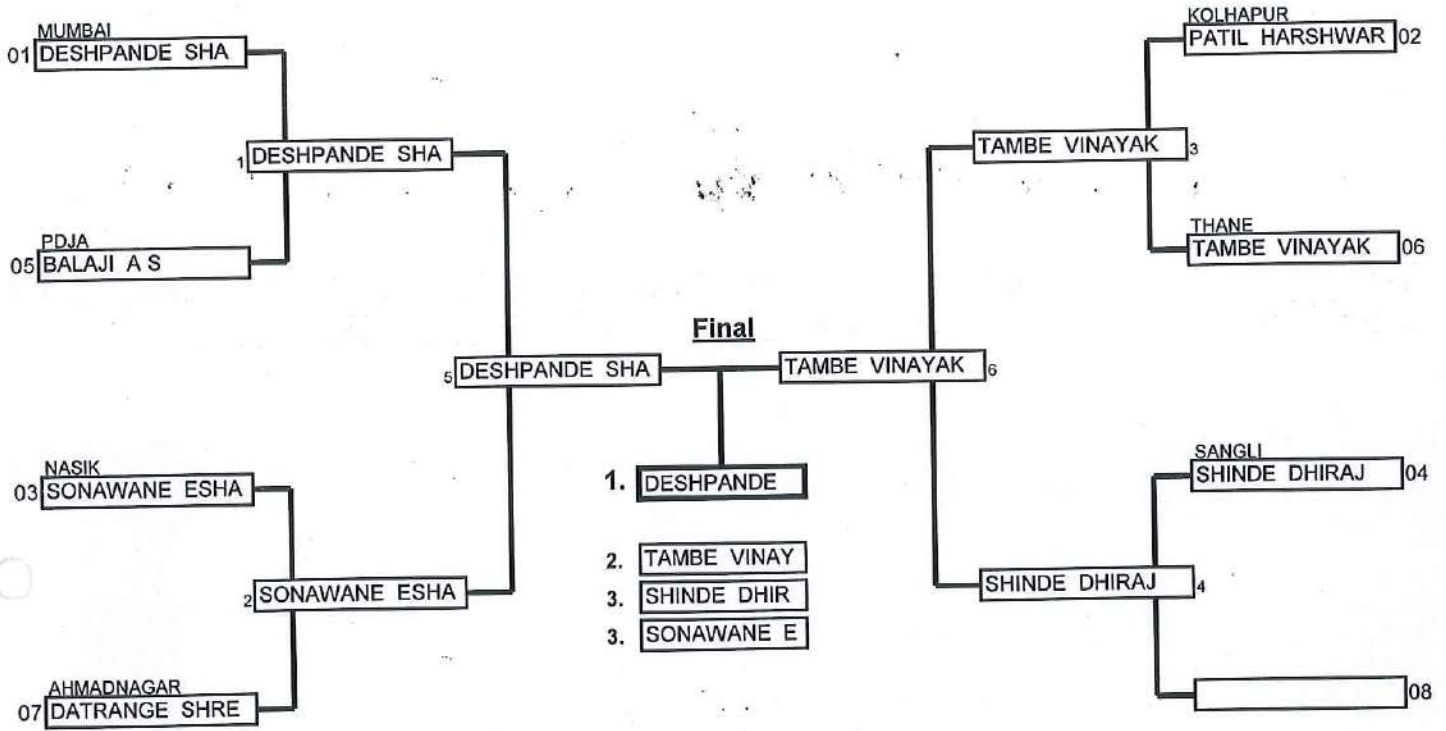 MUMBAI
01 DESHPANDE SHA
1 DESHPANDE SHA
PDJA
05 BALAJI A S
5 DESHPANDE SHA
NASIK
03 SONAWANE ESHA
2 SONAWANE ESHA
AHMADNAGAR
07 DATRANGE SHRE
Final
1. DESHPANDE
2. TAMBE VINAY
3. SHINDE DHIR
3. SONAWANE E
KOLHAPUR
PATIL HARSHWAR 02
TAMBE VINAYAK 3
THANE
TAMBE VINAYAK 06
TAMBE VINAYAK 6
SANGLI
SHINDE DHIRAJ 04
SHINDE DHIRAJ 4
08